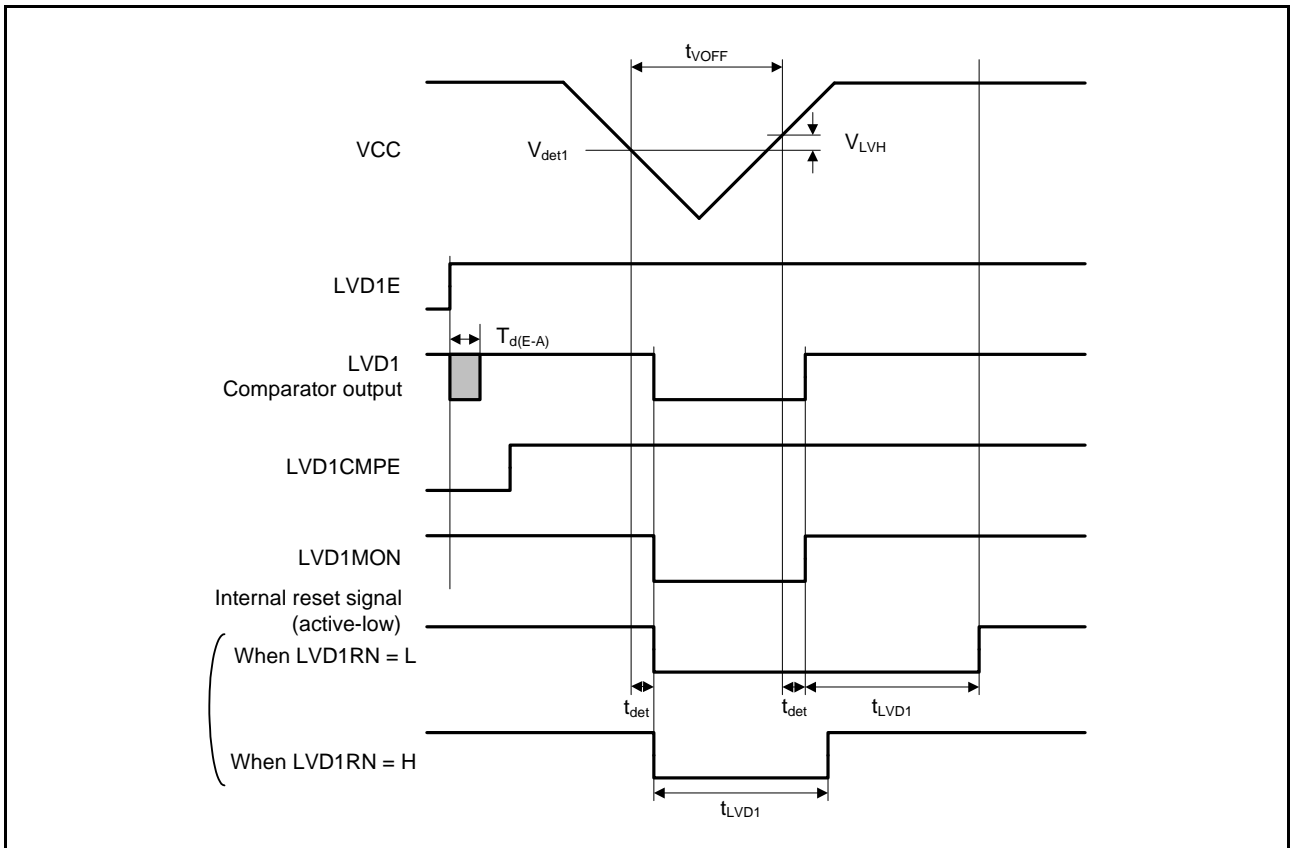 tVOFF
VCC
Vdet1
VLVH
LVD1E
Td(E-A)
LVD1
Comparator output
LVD1CMPE
LVD1MON
Internal reset signal
(active-low)
When LVD1RN = L
tdet
tdet
tLVD1
When LVD1RN = H
tLVD1